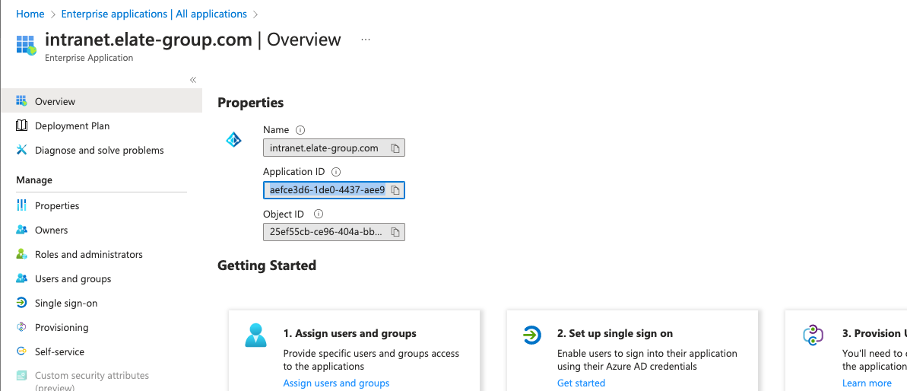 Home > Enterprise applications | All applications >
intranet.elate-group.com | Overview ...
Enterprise Application
«
Overview
Deployment Plan
Diagnose and solve problems
Manage
Properties
Owners
Roles and administrators
Users and groups
Single sign-on
Provisioning
Self-service
Custom security attributes
(preview)
Properties
Name
intranet.elate-group.com
Application ID
aefce3d6-1de0-4437-aee9
Object ID
25ef55cb-ce96-404a-bb...
Getting Started
1. Assign users and groups
Provide specific users and groups access
to the applications
Assign users and groups
2. Set up single sign on
Enable users to sign into their application
using their Azure AD credentials
Get started
3. Provision U
You'll need to
the application
Learn more